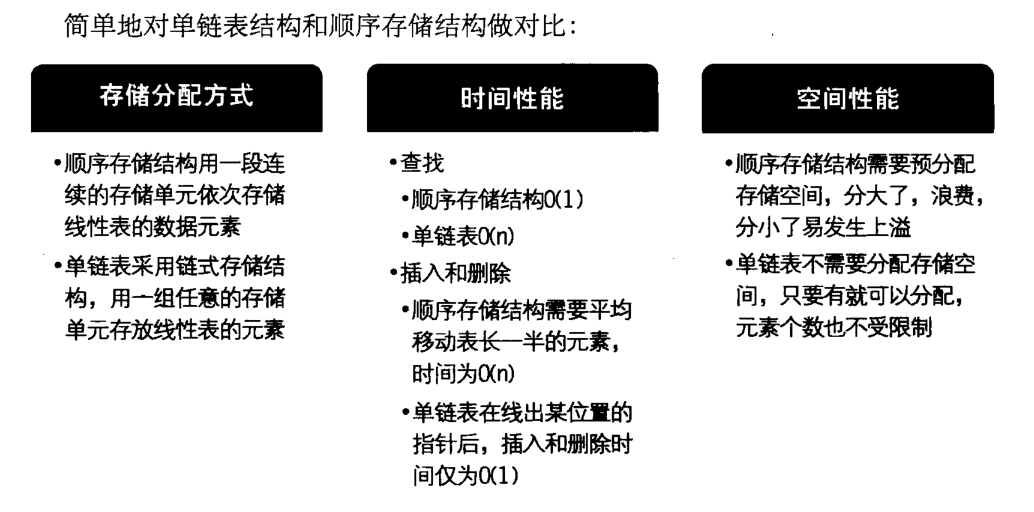 简单地对单链表结构和顺序存储结构做对比：
存储分配方式
•顺序存储结构用一段连
续的存储单元依次存储
线性表的数据元素
•单链表采用链式存储结
构，用一组任意的存储
单元存放线性表的元素
时间性能
•查找
•顺序存储结构O(1)
•单链表O(n)
•插入和删除
•顺序存储结构需要平均
移动表长一半的元素，
时间为O(n)
•单链表在线出某位置的
指针后，插入和删除时
间仅为O(1)
空间性能
•顺序存储结构需要预分配
存储空间，分大了，浪费，
分小了易发生上溢
•单链表不需要分配存储空
间，只要有就可以分配，
元素个数也不受限制